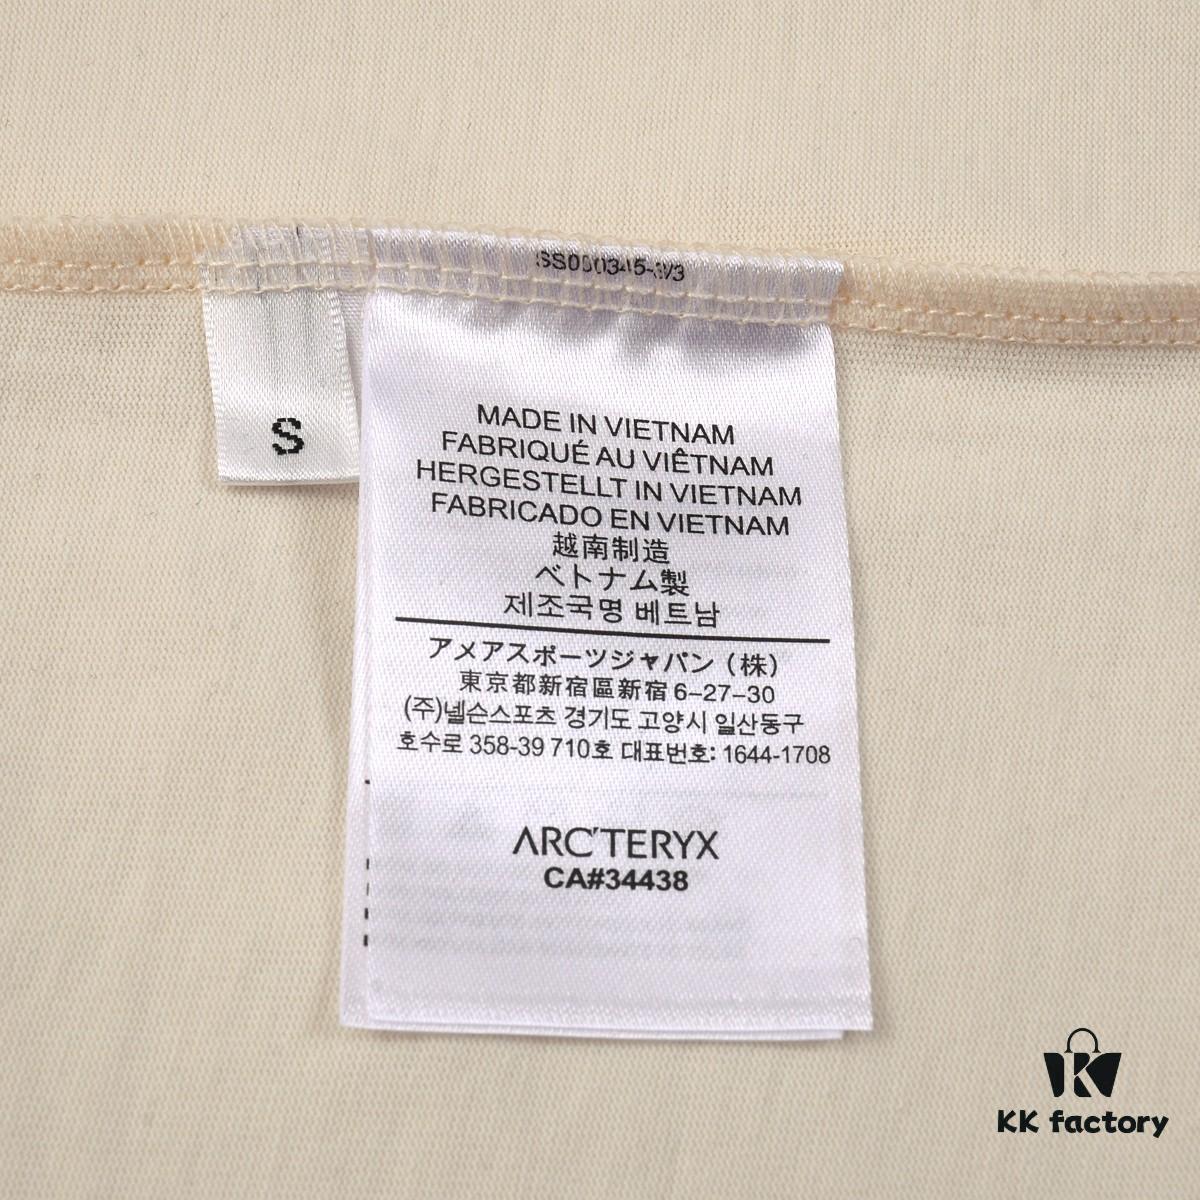 S
MADE IN VIETNAM
FABRIQUÉ AU VIÊTNAM
HERGESTELLT IN VIETNAM
FABRICADO EN VIETNAM
越南制造
ベトナム製
제조국명 베트남
アメアスポーツジャパン（株）
東京都新宿區新宿 6-27-30
(주)넬슨스포츠 경기도 고양시 일산동구
호수로 358-39 710호 대표번호: 1644-1708
ARC'TERYX
CA#34438
KK factory